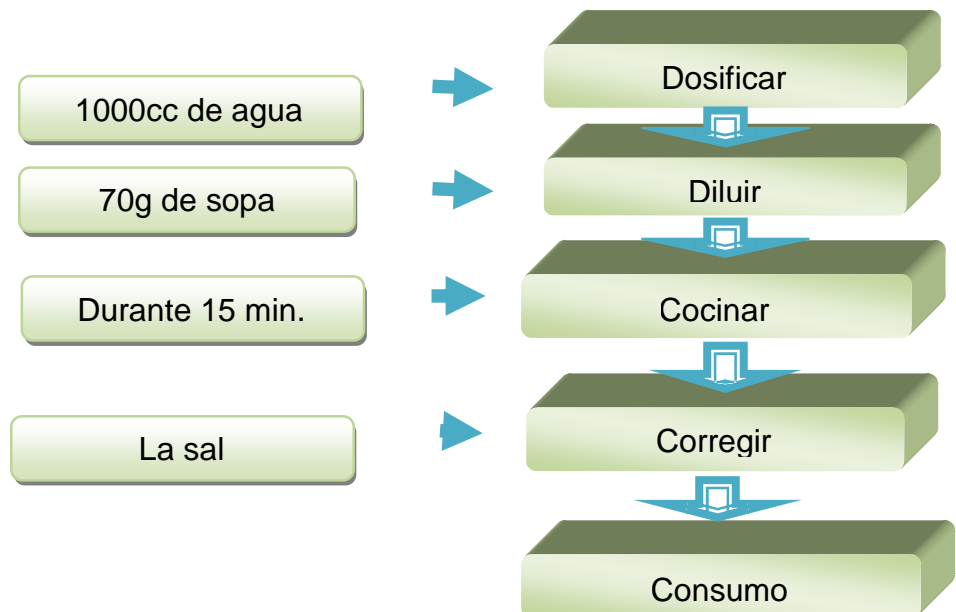 1000cc de agua
Dosificar
70g de sopa
Diluir
Durante 15 min.
Cocinar
La sal
Corregir
Consumo